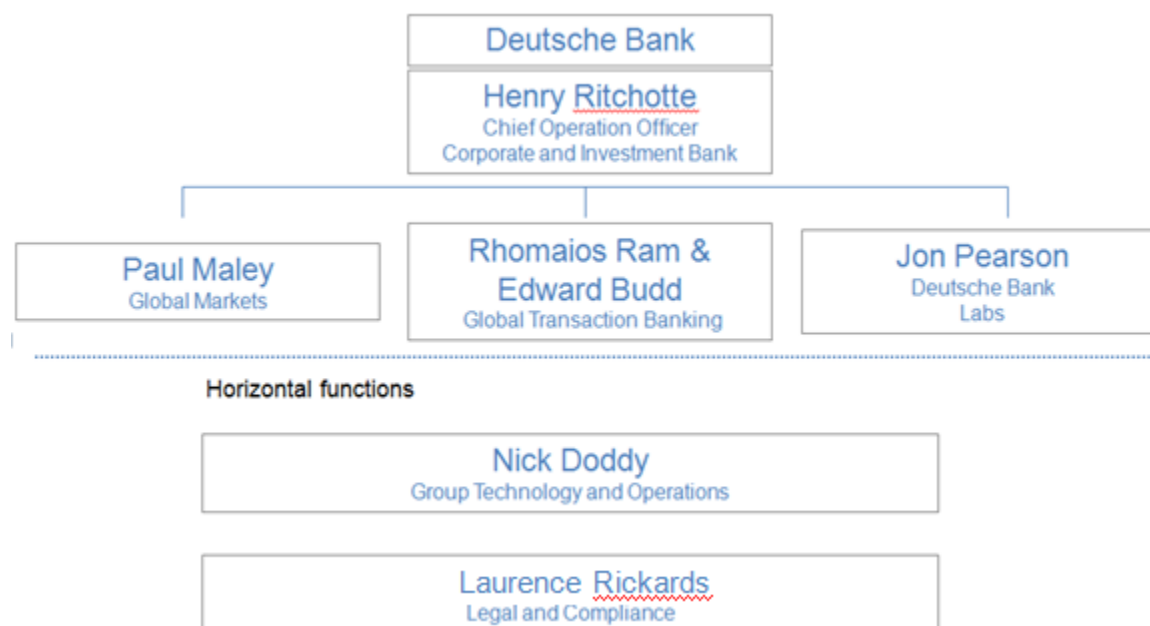 Deutsche Bank
Henry Ritchotte
Chief Operation Officer
Corporate and Investment Bank
Paul Maley
Global Markets
Rhomaios Ram &
Edward Budd
Global Transaction Banking
Jon Pearson
Deutsche Bank
Labs
Horizontal functions
Nick Doddy
Group Technology and Operations
Laurence Rickards
Legal and Compliance